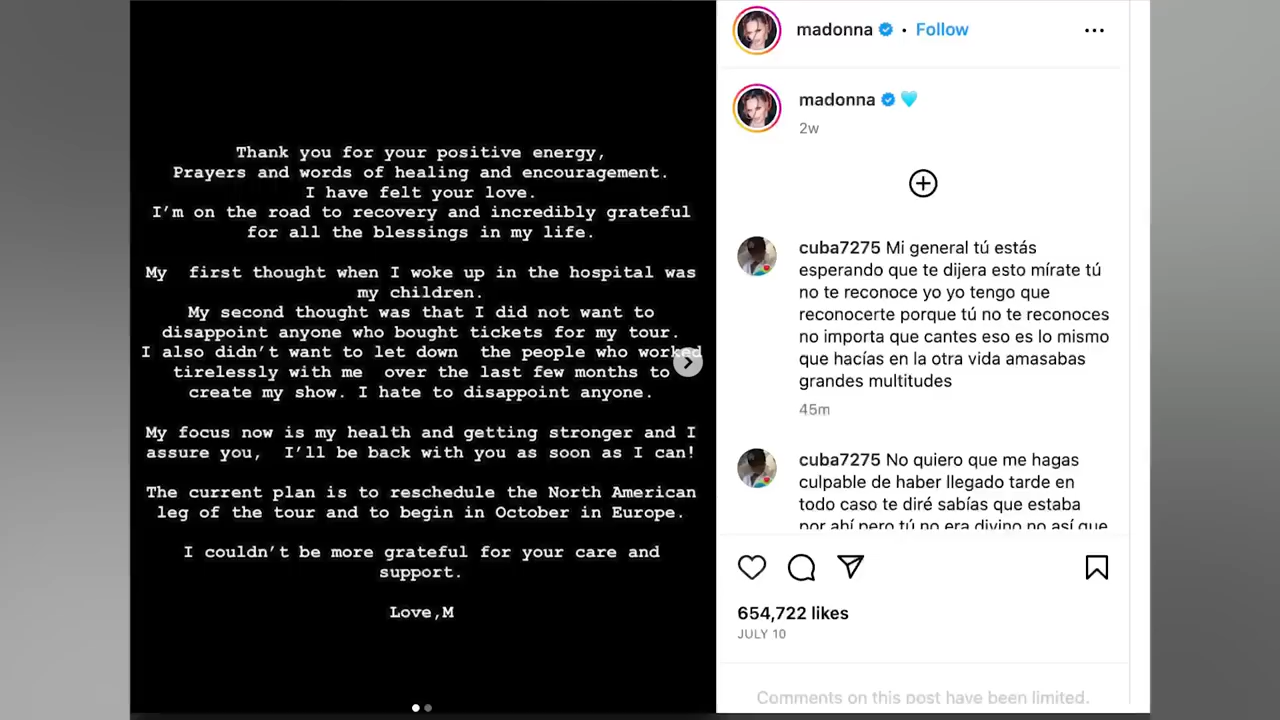 Thank you for your positive energy,
Prayers and words of healing and encouragement.
I have felt your love.
I'm on the road to recovery and incredibly grateful
for all the blessings in my life.
My first thought when I woke up in the hospital was
my children.
My second thought was that I did not want to
disappoint anyone who bought tickets for my tour.
I also didn't want to let down the people who worked
tirelessly with me over the last few months to
create my show. I hate to disappoint anyone.
My focus now is my health and getting stronger and I
assure you, I'll be back with you as soon as I can!
The current plan is to reschedule the North American
leg of the tour and to begin in October in Europe.
I couldn't be more grateful for your care and
support.
Love,M
madonna • Follow
madonna 🩵
2w
cuba7275 Mi general tú estás
esperando que te dijera esto mírate tú
no te reconoce yo yo tengo que
reconocerte porque tú no te reconoces
no importa que cantes eso es lo mismo
que hacías en la otra vida amasabas
grandes multitudes
45m
cuba7275 No quiero que me hagas
culpable de haber llegado tarde en
todo caso te diré sabías que estaba
por ahí pero tú no era divino no así que
654,722 likes
JULY 10
Comments on this post have been limited.